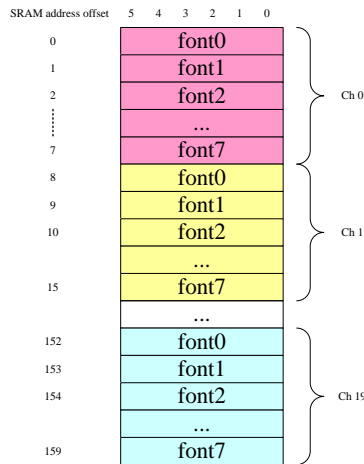 SRAM address offset 5 4 3 2 1 0
0 font0
1 font1
2 font2
...
7 font7
Ch 0
8 font0
9 font1
10 font2
...
15 font7
Ch 1
...
152 font0
153 font1
154 font2
...
159 font7
Ch 19